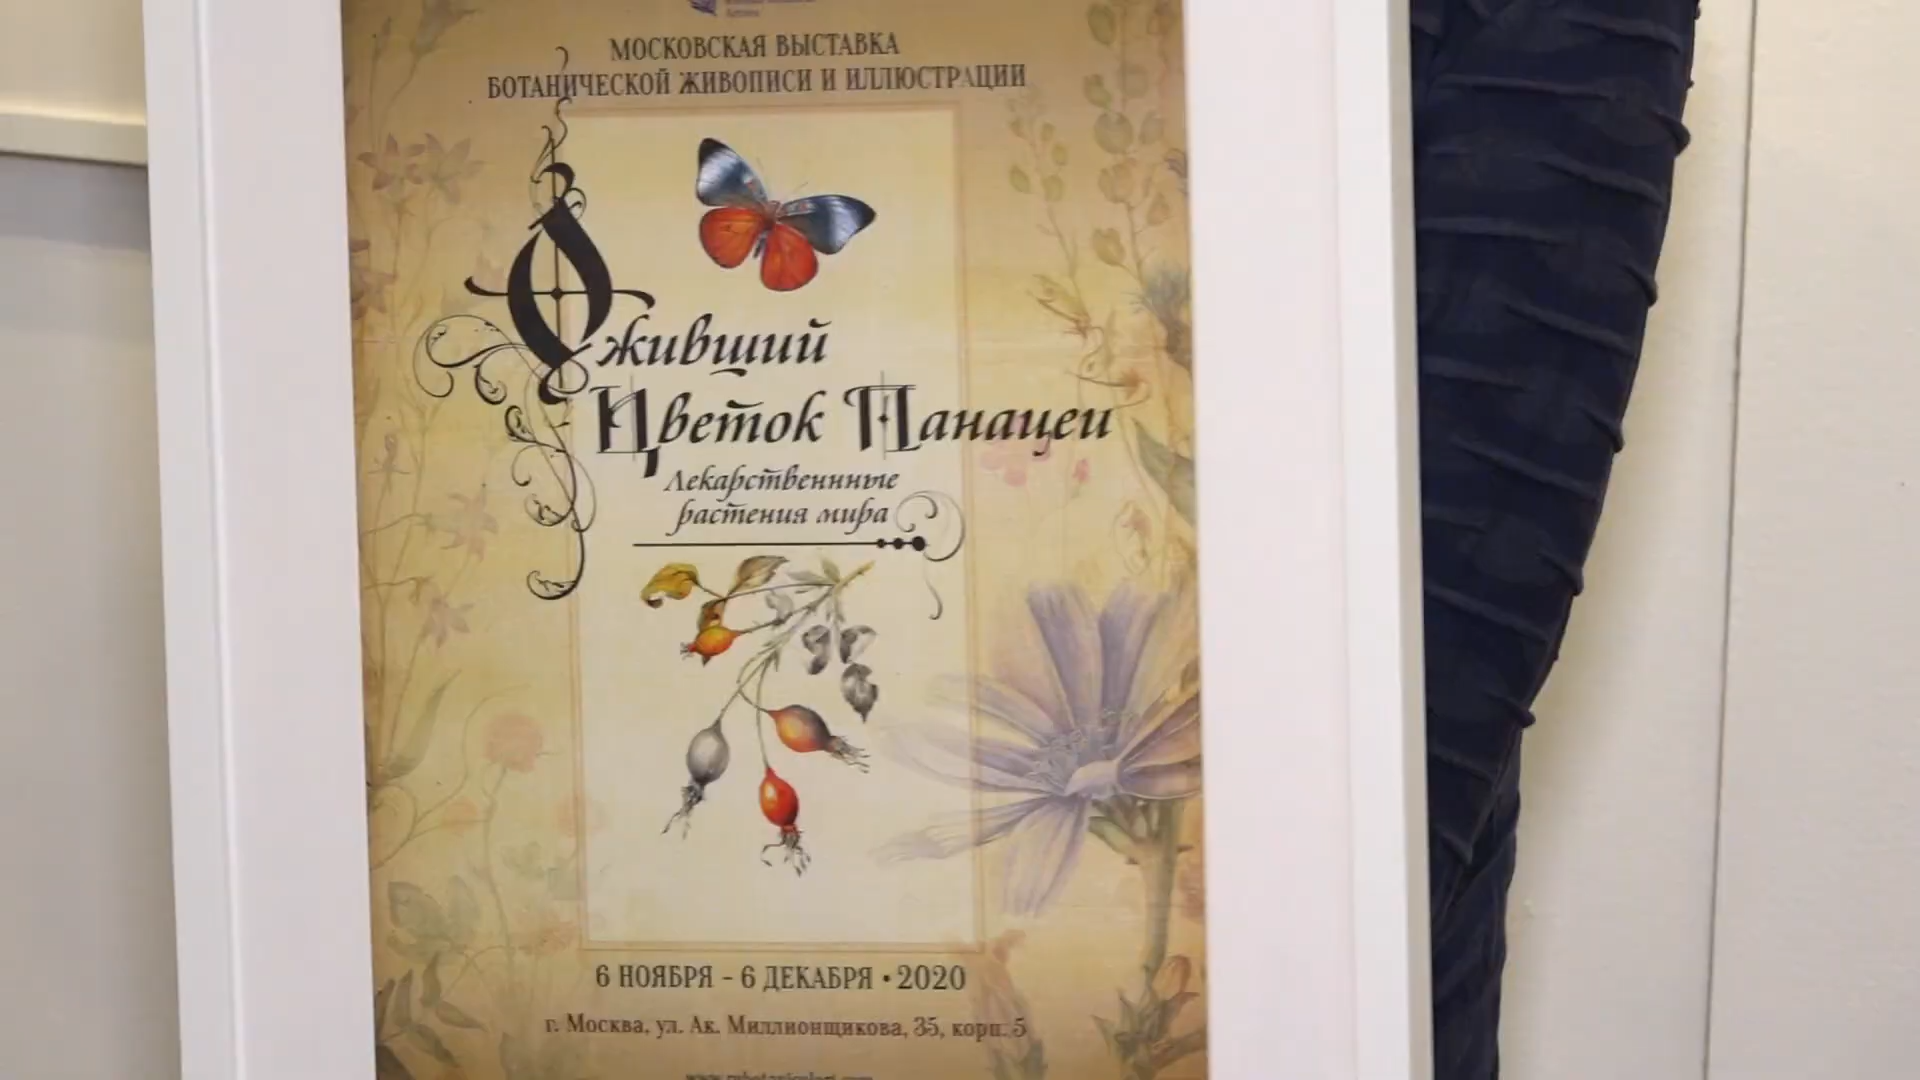 МОСКОВСКАЯ ВЫСТАВКА
БОТАНИЧЕСКОЙ ЖИВОПИСИ И ИЛЛЮСТРАЦИИ
Оживший
Цветок Панацеи
Лекарственнные
растения мира
6 НОЯБРЯ - 6 ДЕКАБРЯ • 2020
г. Москва, ул. Ак. Миллионщикова, 35, корп. 5